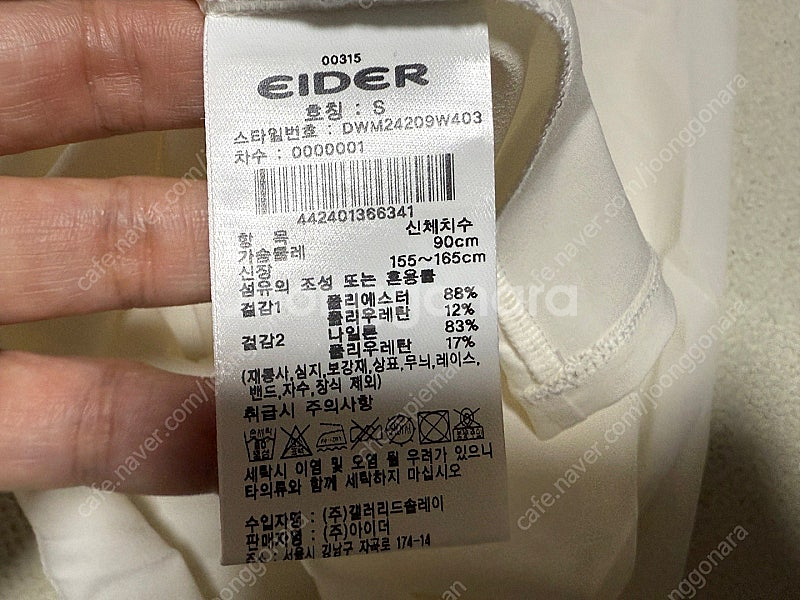 00315
EIDER
호칭 : S
스타일번호 : DWM24209W403
차수 : 0000001
442401366341
항 목 신체치수
가슴둘레 90cm
신장 155~165cm
섬유의 조성 또는 혼용률
겉감1 폴리에스터 88%
폴리우레탄 12%
겉감2 나일론 83%
폴리우레탄 17%
(재봉사,심지,보강재,상표,무늬,레이스,
밴드,자수,장식 제외)
취급시 주의사항
세탁시 이염 및 오염 될 우려가 있으니
타의류와 함께 세탁하지 마십시오
수입자명 : (주)갤러리드솔레이
판매자명 : (주)아이더
주소 : 서울시 강남구 자곡로 174-14
joonggonara
cafe.naver.com/joonggonara